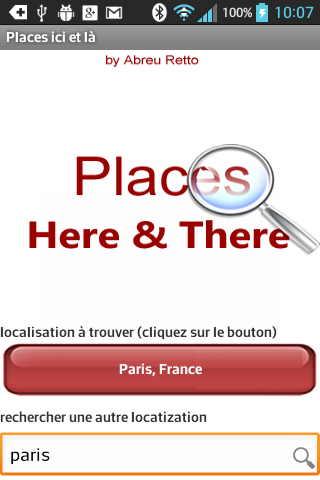 100% 10:07
Places ici et là
by Abreu Retto
Places
Here & There
localisation à trouver (cliquez sur le bouton)
Paris, France
rechercher une autre locatization
paris